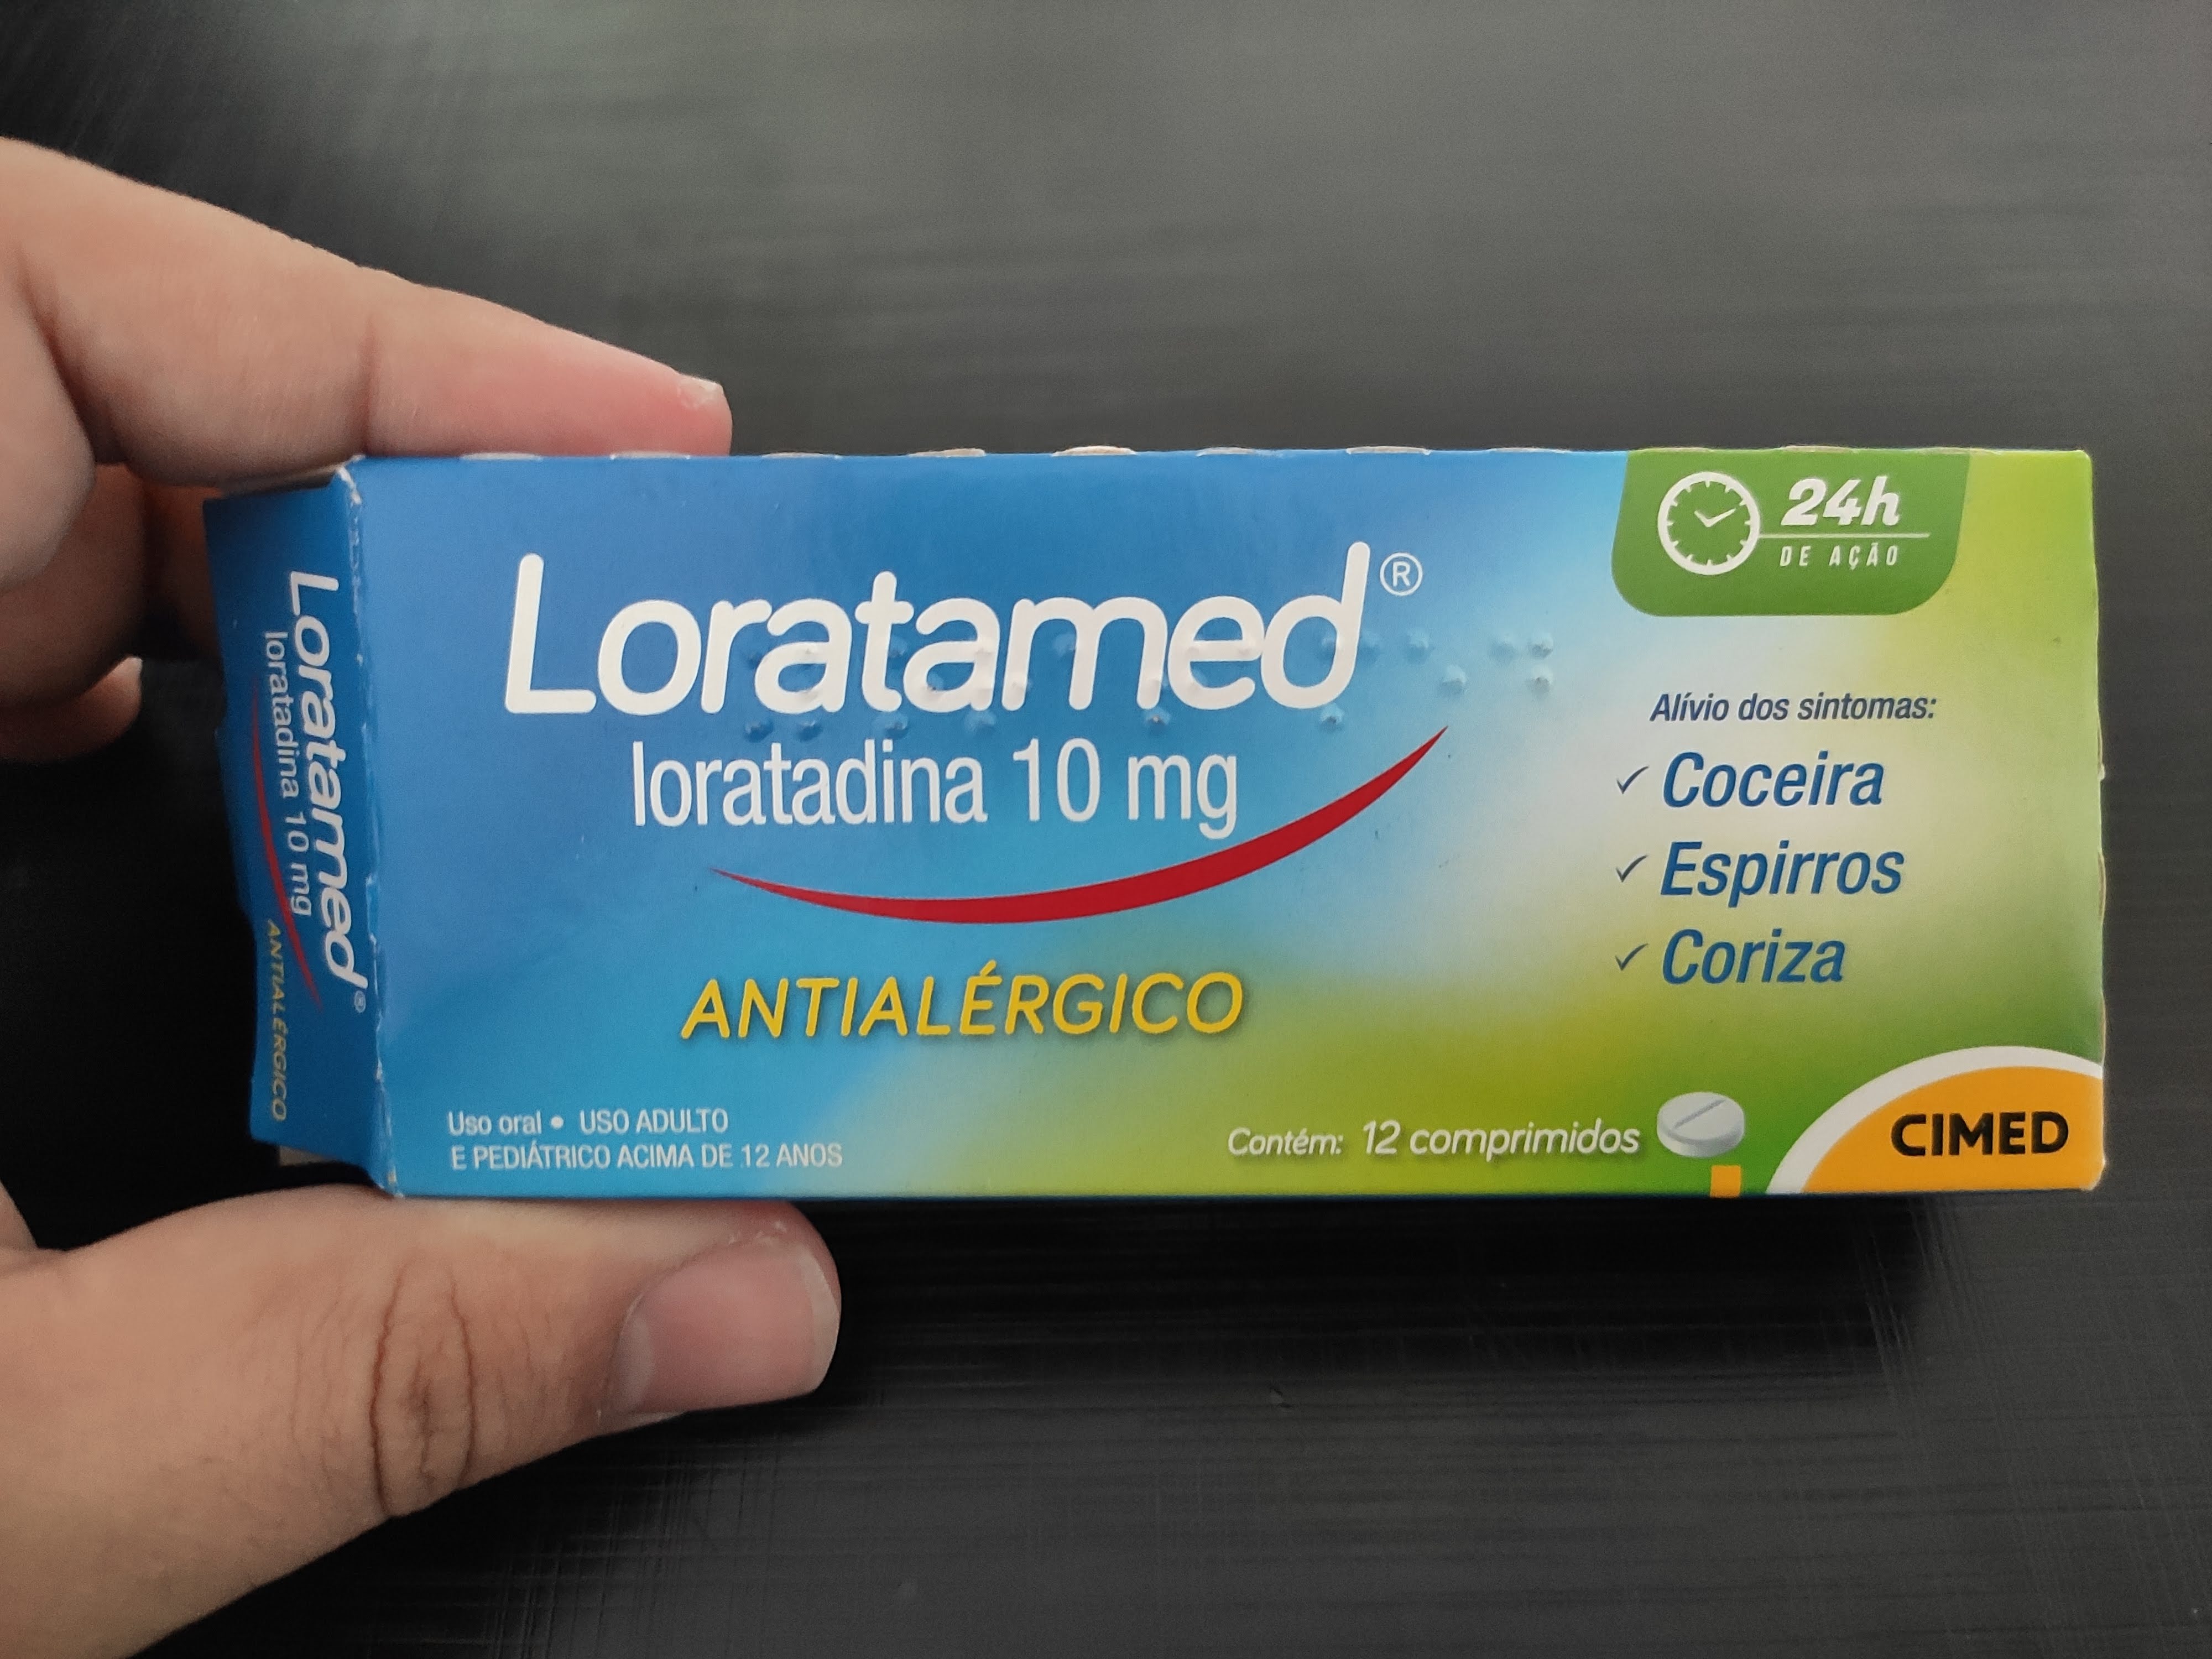 Loratamed®
loratadina 10 mg
ANTIALÉRGICO
Loratamed®
loratadina 10 mg
ANTIALÉRGICO
Uso oral • USO ADULTO
E PEDIÁTRICO ACIMA DE 12 ANOS
24h
DE AÇÃO
Alívio dos sintomas:
✓ Coceira
✓ Espirros
✓ Coriza
Contém: 12 comprimidos
CIMED